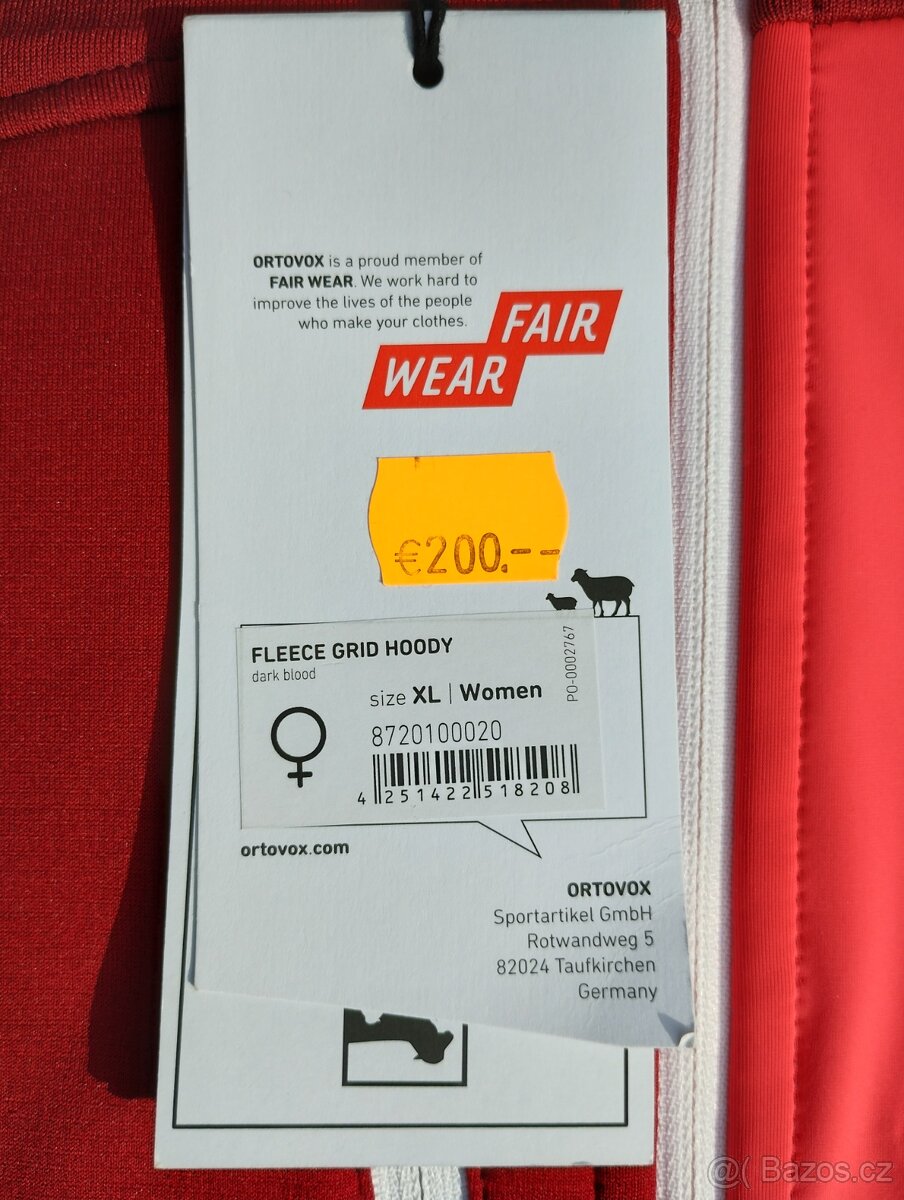 ORTOVOX is a proud member of
FAIR WEAR. We work hard to
improve the lives of the people
who make your clothes.
FAIR
WEAR
€200.--
FLEECE GRID HOODY
dark blood
size XL | Women
PO-0002767
8720100020
4 251422 518208
ortovox.com
ORTOVOX
Sportartikel GmbH
Rotwandweg 5
82024 Taufkirchen
Germany
@( Bazos.cz